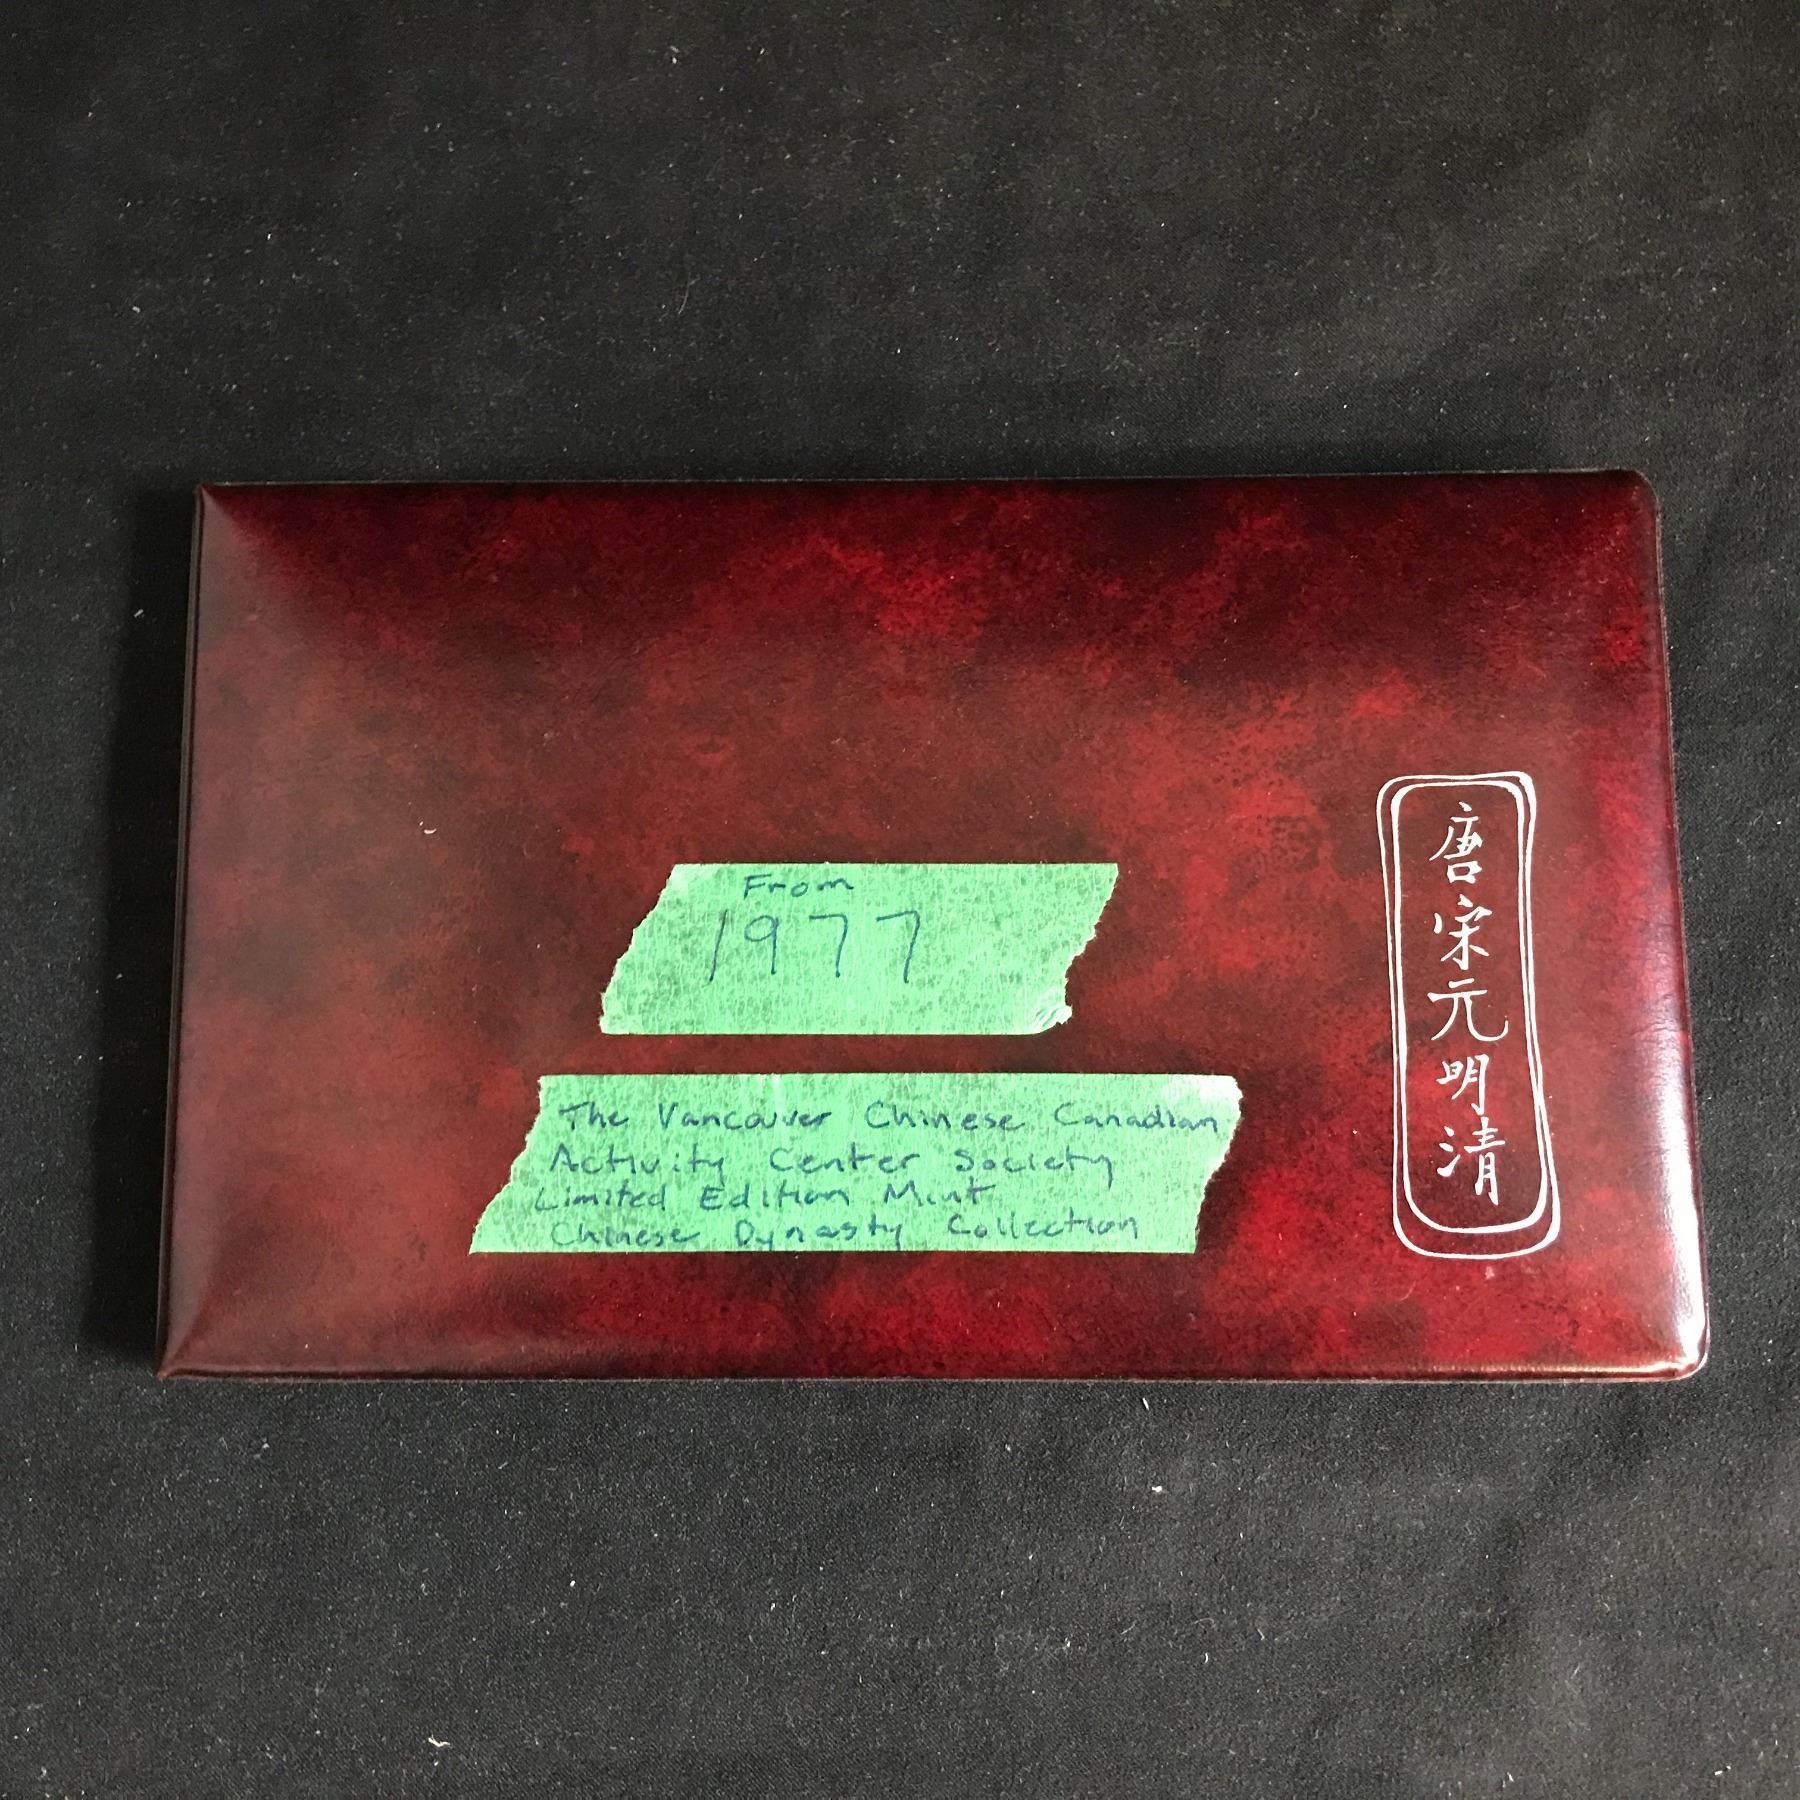 From
1977
The Vancouver Chinese Canadian
Activity Center Society
Limited Edition Mint
Chinese Dynasty Collection
唐宋元明清